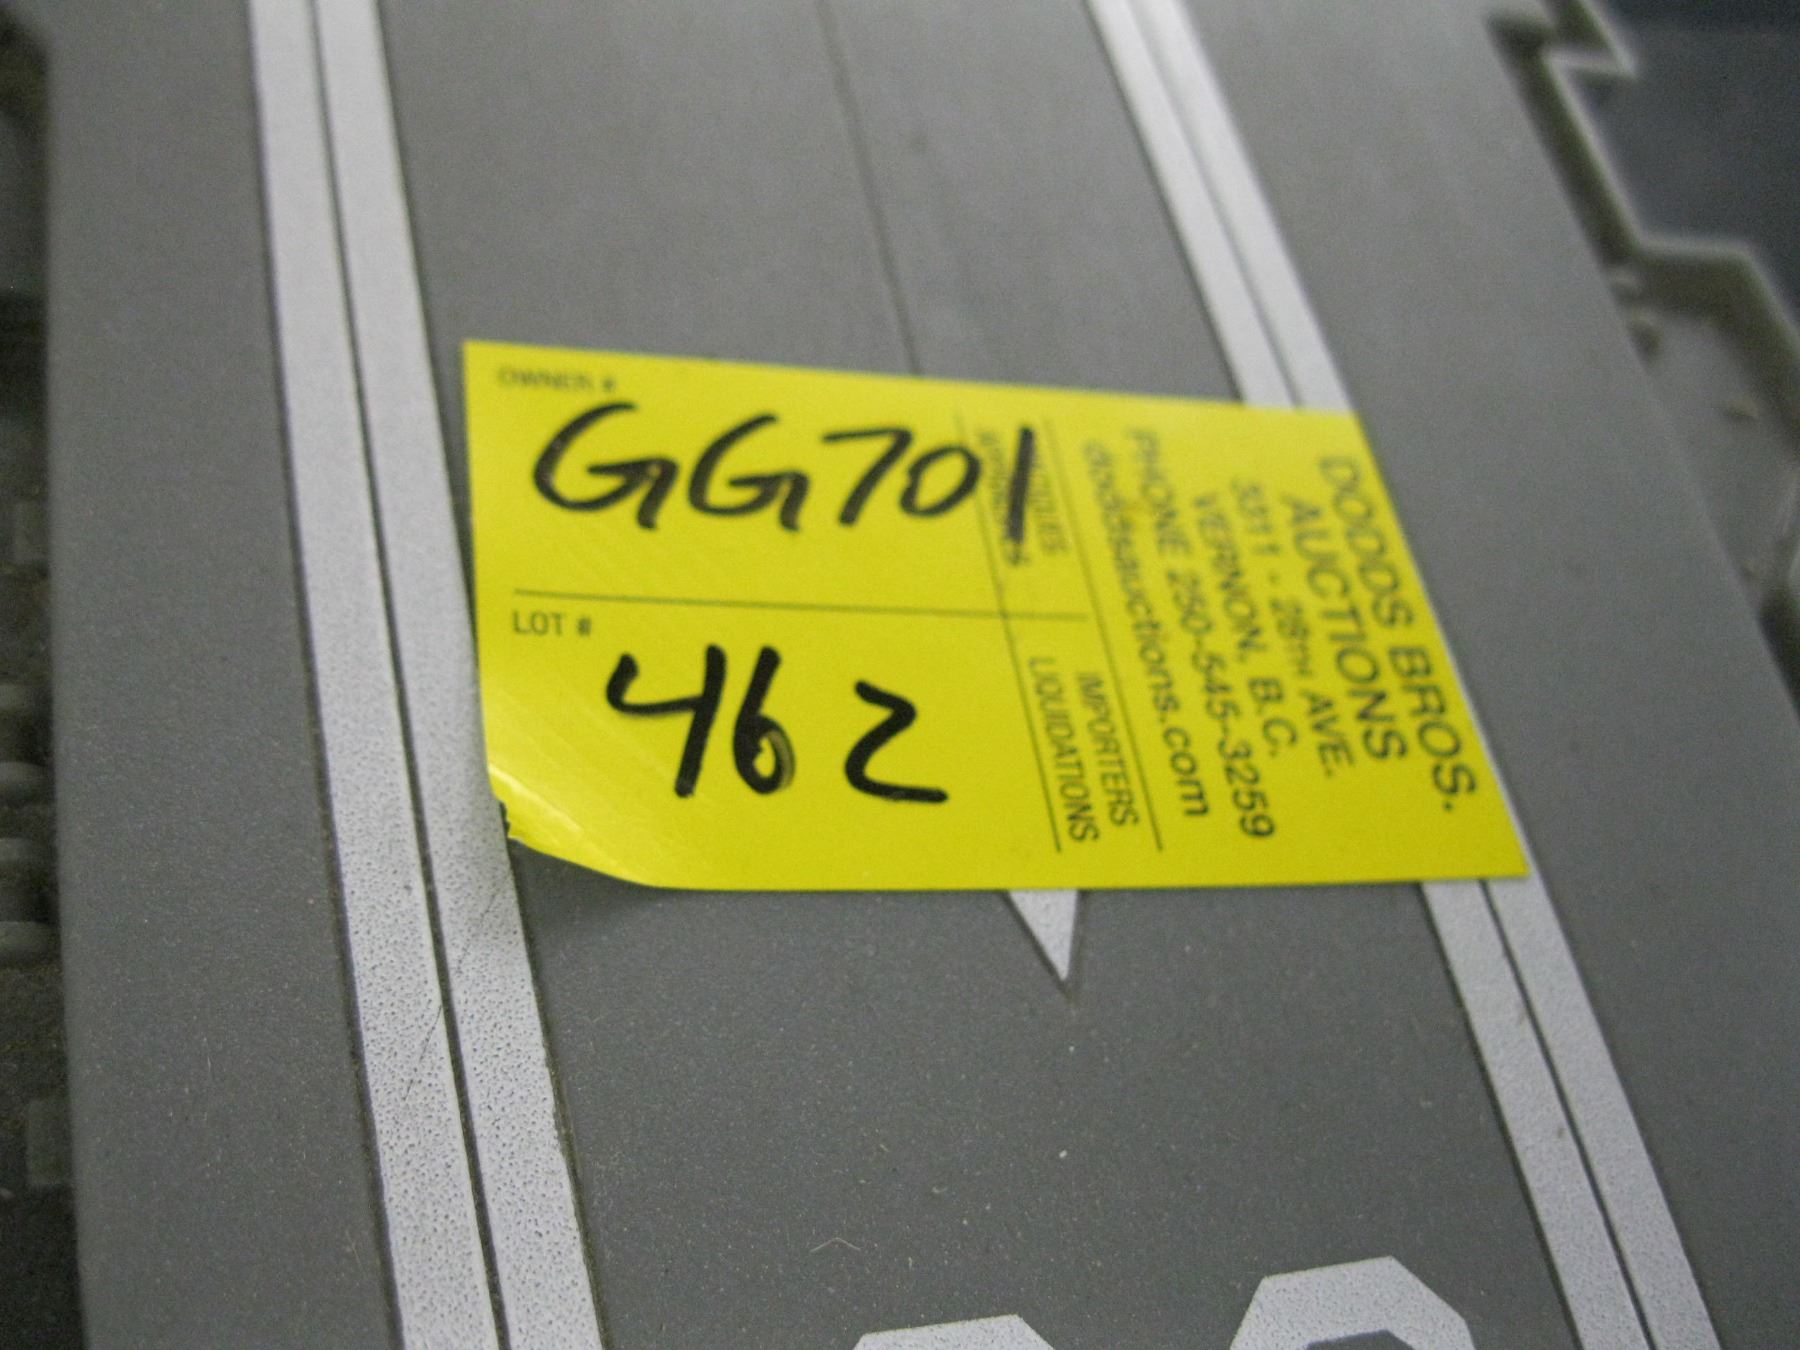 OWNER #
GG701
LOT #
462
DODDS BROS.
AUCTIONS
3311 - 28TH AVE.
VERNON, B.C.
PHONE 250-545-3259
doddsauctions.com
ANTIQUES
IMPORTERS
LIQUIDATIONS